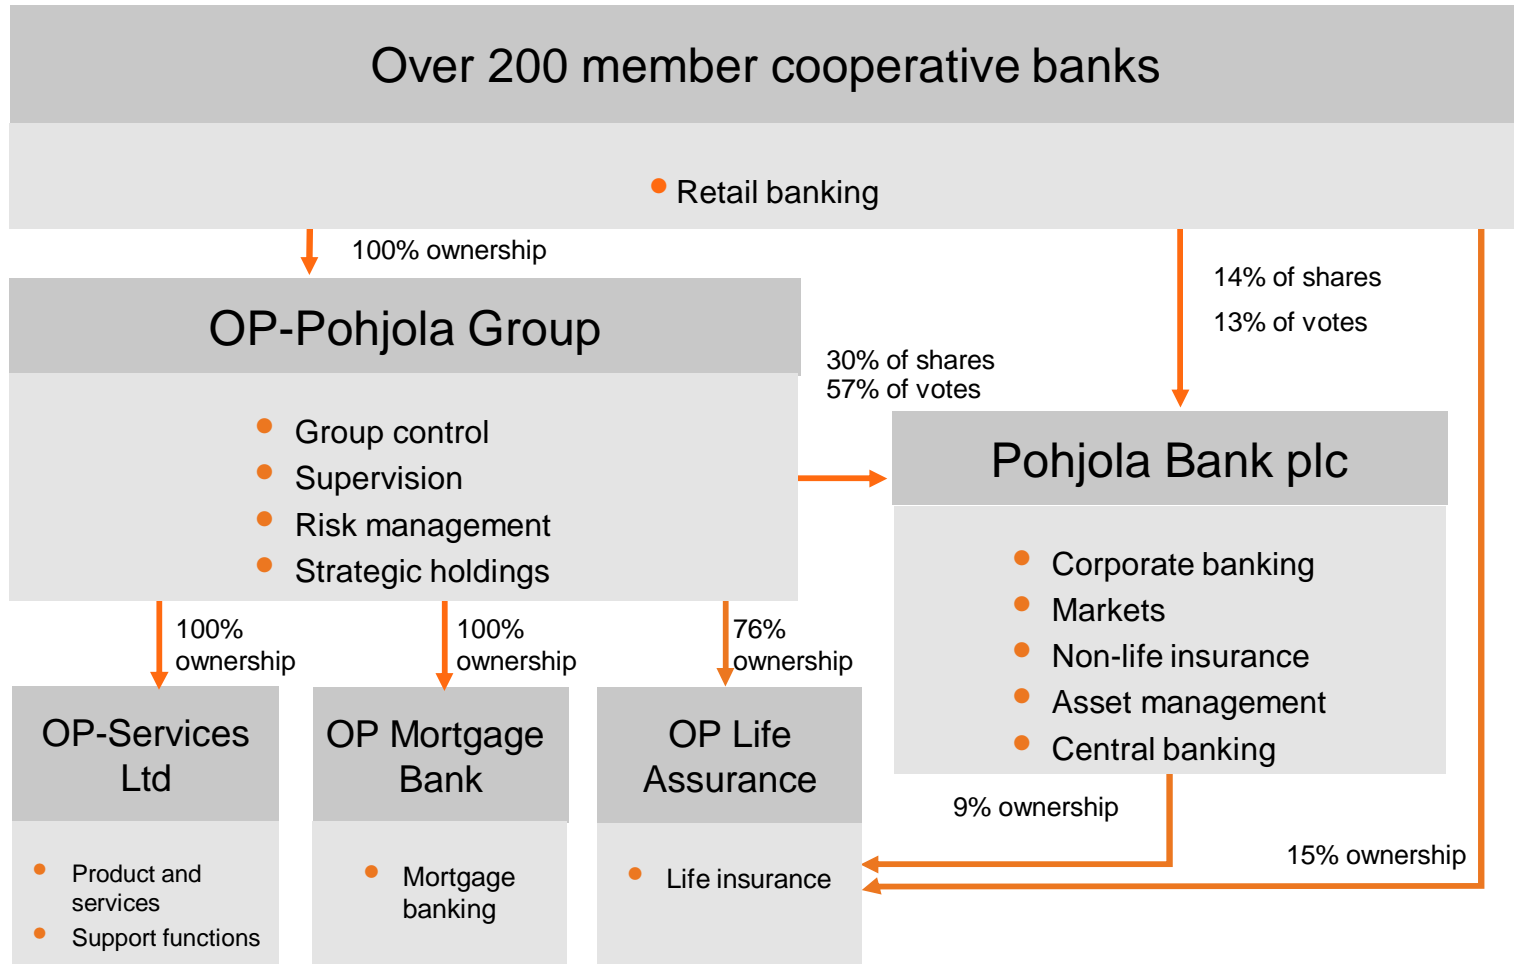 Over 200 member cooperative banks
Retail banking
100% ownership
14% of shares
13% of votes
OP-Pohjola Group
30% of shares
57% of votes
Group control
Supervision
Risk management
Strategic holdings
Pohjola Bank plc
Corporate banking
Markets
Non-life insurance
Asset management
Central banking
100%
ownership
100%
ownership
76%
ownership
9% ownership
15% ownership
OP-Services
Ltd
Product and
services
Support functions
OP Mortgage
Bank
Mortgage
banking
OP Life
Assurance
Life insurance